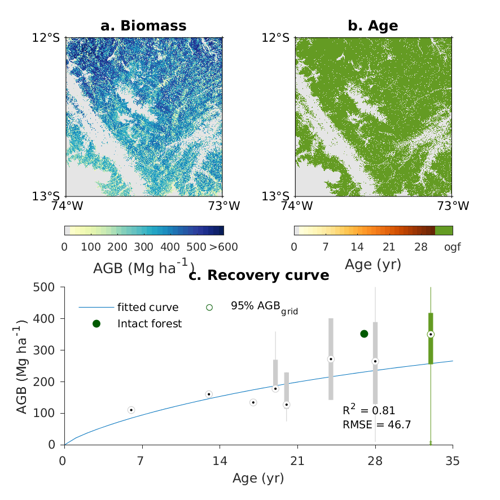 a. Biomass
b. Age
12°S
12°S
13°S
13°S
74°W
73°W
74°W
73°W
0 100 200 300 400 500 >600
0 7 14 21 28 ogf
AGB (Mg ha-1)
Age (yr)
c. Recovery curve
500
400
300
200
100
0
AGB (Mg ha-1)
fitted curve
95% AGBgrid
Intact forest
R2 = 0.81
RMSE = 46.7
0 7 14 21 28 35
Age (yr)